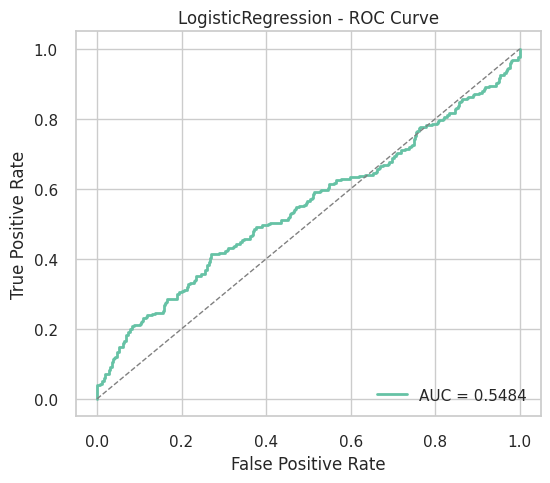 LogisticRegression - ROC Curve
1.0
0.8
0.6
0.4
0.2
0.0
True Positive Rate
AUC = 0.5484
0.0 0.2 0.4 0.6 0.8 1.0
False Positive Rate